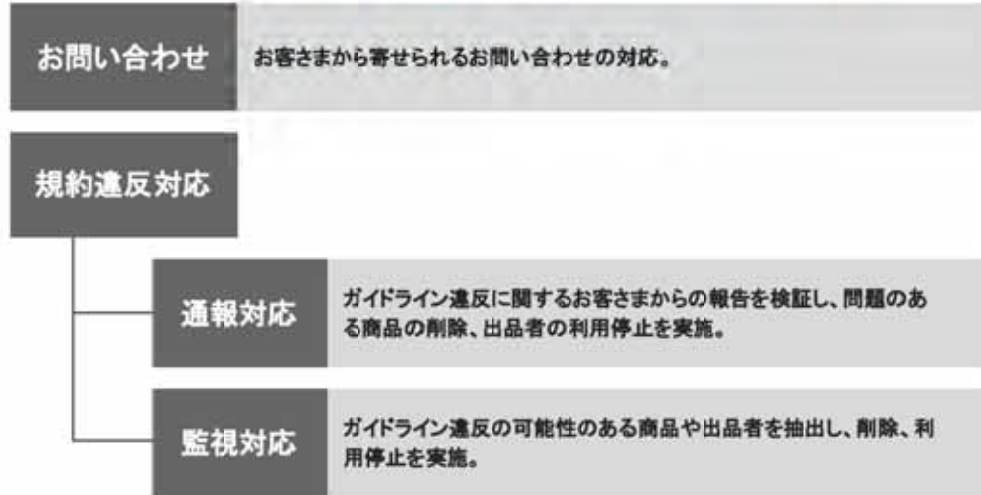 お問い合わせ
お客さまから寄せられるお問い合わせの対応。
規約違反対応
通報対応
ガイドライン違反に関するお客さまからの報告を検証し、問題のあ
る商品の削除、出品者の利用停止を実施。
監視対応
ガイドライン違反の可能性のある商品や出品者を抽出し、削除、利
用停止を実施。